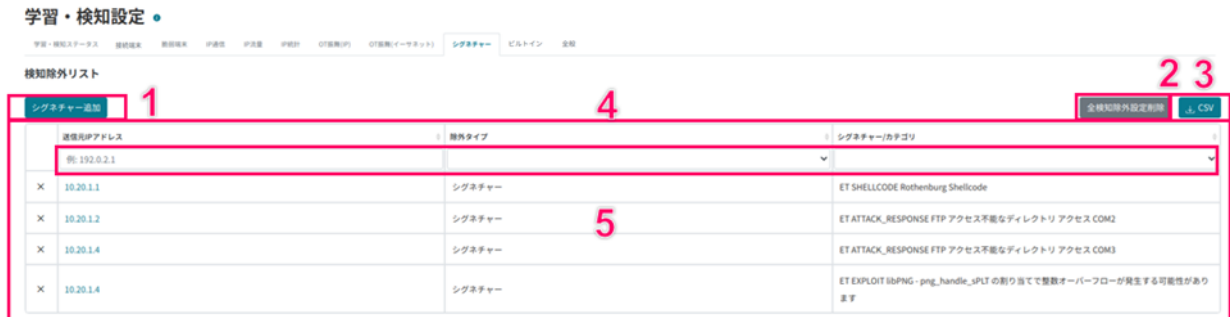 学習・検知設定
学習・検知ステータス 接続端末 脆弱端末 IP通信 IP流量 IP統計 OT振舞(IP) OT振舞(イーサネット) シグネチャー ビルトイン 全般
検知除外リスト
シグネチャー追加 1 4 2 3
全検知除外設定削除 CSV
送信元IPアドレス 除外タイプ シグネチャー/カテゴリ
例: 192.0.2.1
× 10.20.1.1 シグネチャー ET SHELLCODE Rothenburg Shellcode
× 10.20.1.2 シグネチャー ET ATTACK_RESPONSE FTP アクセス不能なディレクトリ アクセス COM2
5
× 10.20.1.4 シグネチャー ET ATTACK_RESPONSE FTP アクセス不能なディレクトリ アクセス COM3
× 10.20.1.4 シグネチャー ET EXPLOIT libPNG - png_handle_sPLT の割り当てで整数オーバーフローが発生する可能性があり
ます